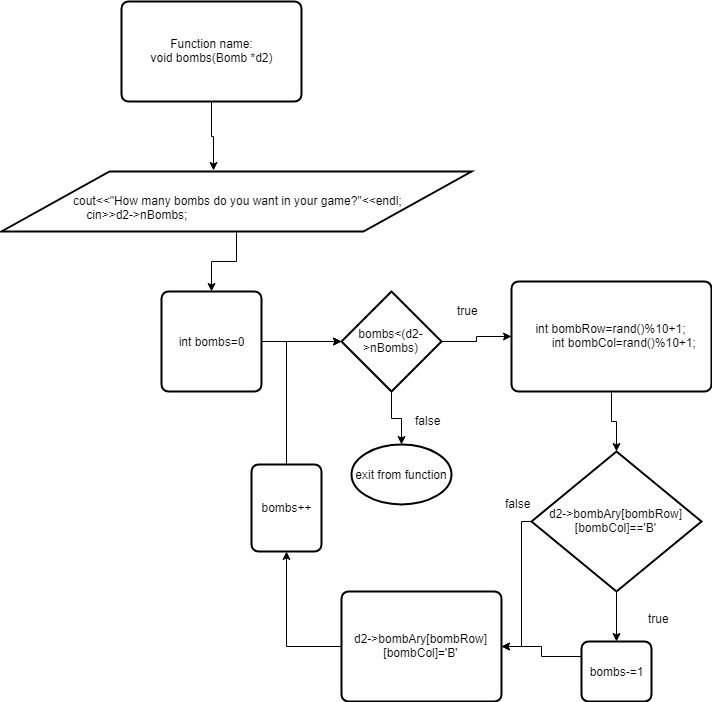 Function name:
void bombs(Bomb *d2)
cout<<"How many bombs do you want in your game?"<<endl;
cin>>d2->nBombs;
int bombs=0
bombs<(d2-
>nBombs)
true
int bombRow=rand()%10+1;
int bombCol=rand()%10+1;
false
exit from function
bombs++
false
d2->bombAry[bombRow]
[bombCol]=='B'
true
d2->bombAry[bombRow]
[bombCol]='B'
bombs-=1